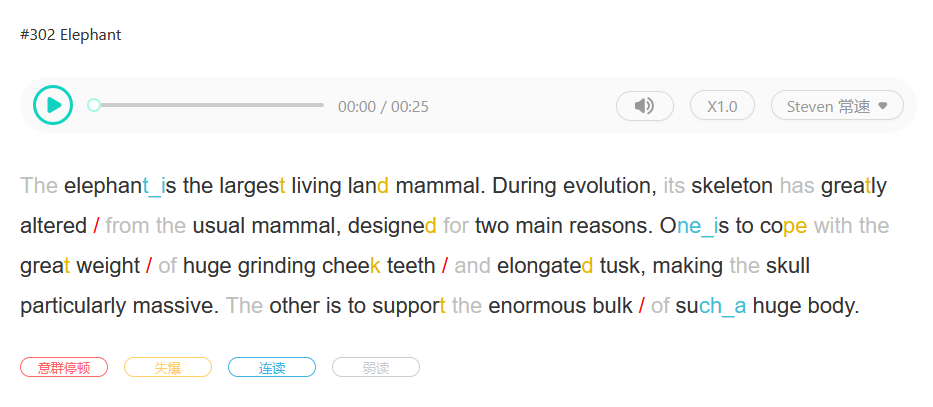 #302 Elephant
00:00 / 00:25
X1.0
Steven 常速
The elephant_is the largest living land mammal. During evolution, its skeleton has greatly
altered / from the usual mammal, designed for two main reasons. One_is to cope with the
great weight / of huge grinding cheek teeth / and elongated tusk, making the skull
particularly massive. The other is to support the enormous bulk / of such_a huge body.
意群停顿 失爆 连读 弱读